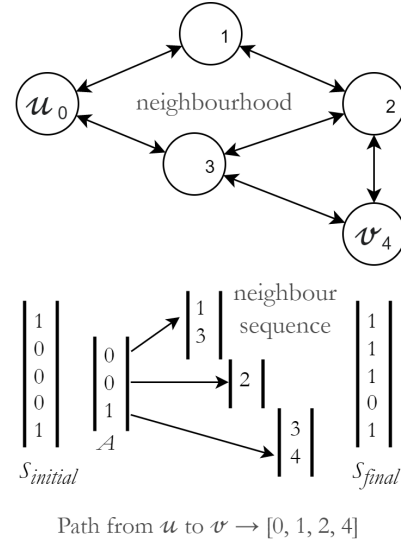 1
u 0
neighbourhood
2
3
v 4
neighbour
sequence
1
0
0
0
1
S initial
0
0
1
A
1
3
2
3
4
1
1
1
0
1
S final
Path from u to v → [0, 1, 2, 4]